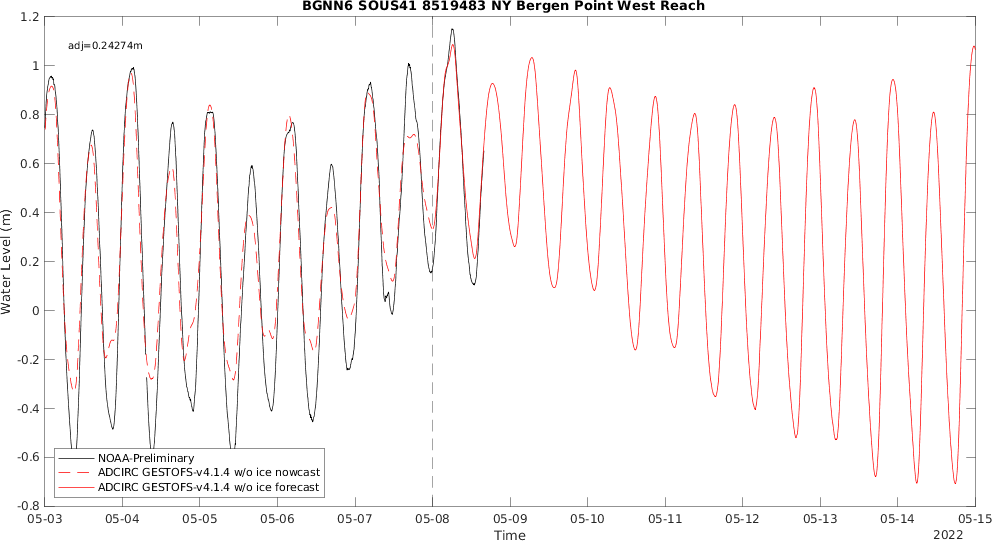 BGNN6 SOUS41 8519483 NY Bergen Point West Reach
adj=0.24274m
1.2
1
0.8
0.6
0.4
0.2
0
-0.2
-0.4
-0.6
-0.8
Water Level (m)
NOAA-Preliminary
ADCIRC GESTOFS-v4.1.4 w/o ice nowcast
ADCIRC GESTOFS-v4.1.4 w/o ice forecast
05-03 05-04 05-05 05-06 05-07 05-08 05-09 05-10 05-11 05-12 05-13 05-14 05-15
Time
2022